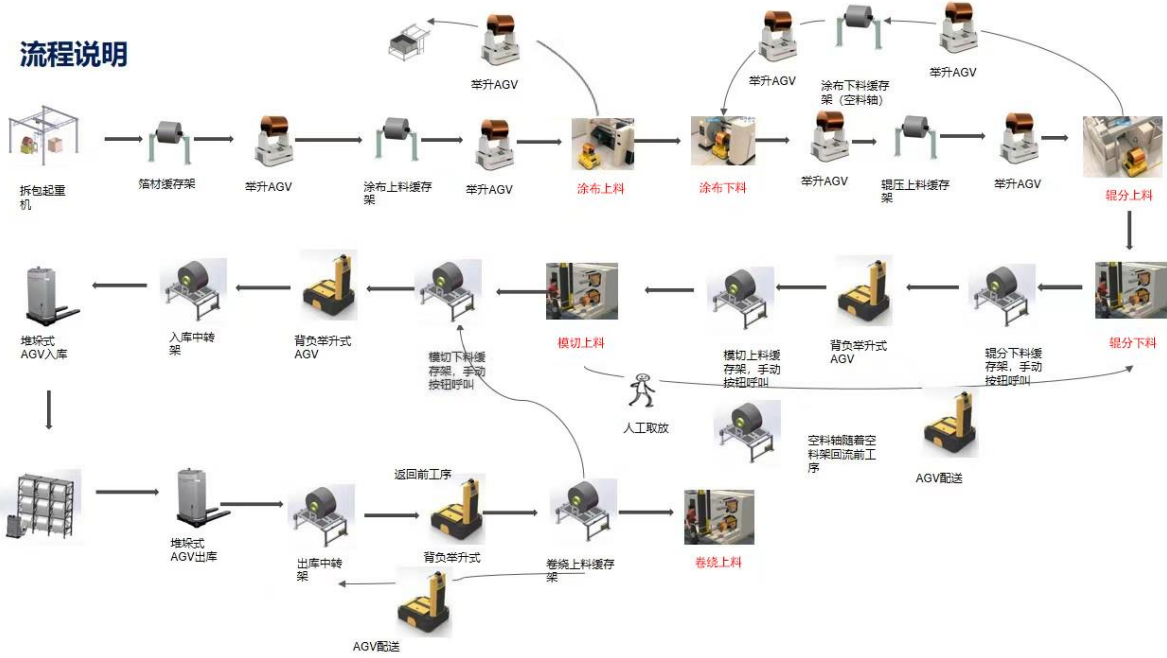 流程说明
举升AGV
举升AGV
涂布下料缓存
架（空料轴）
举升AGV
拆包起重
机
箔材缓存架
举升AGV
涂布上料缓存
架
举升AGV
涂布上料
涂布下料
举升AGV
辊压上料缓存
架
举升AGV
辊分上料
堆垛式
AGV入库
入库中转
架
背负举升式
AGV
模切下料缓
存架，手动
按钮呼叫
模切上料
模切上料缓
存架，手动
按钮呼叫
背负举升式
AGV
辊分下料缓
存架，手动
按钮呼叫
辊分下料
人工取放
空料轴随着空
料架回流前工
序
AGV配送
堆垛式
AGV出库
出库中转
架
返回前工序
背负举升式
卷绕上料缓存
架
卷绕上料
AGV配送